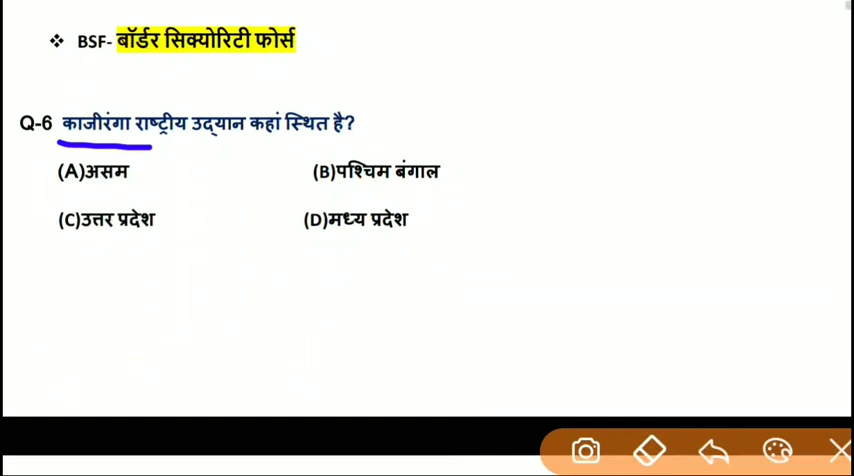 ❖ BSF- बॉर्डर सिक्योरिटी फोर्स
Q-6 काजीरंगा राष्ट्रीय उद्यान कहां स्थित है?
(A)असम (B)पश्चिम बंगाल
(C)उत्तर प्रदेश (D)मध्य प्रदेश